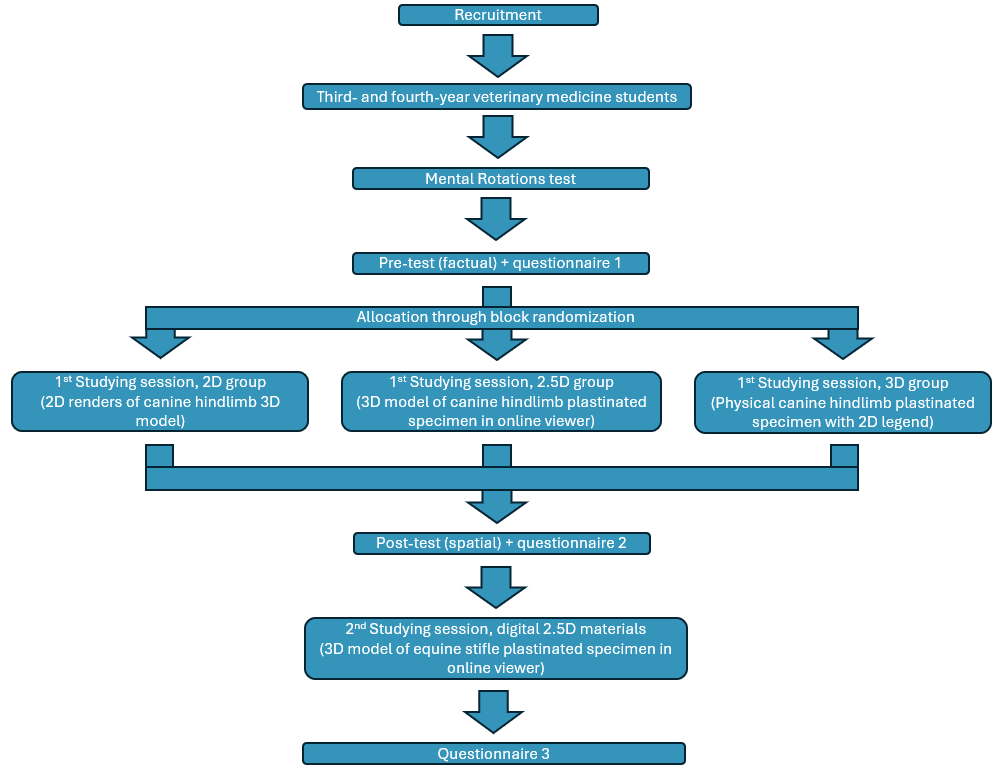 Recruitment
Third- and fourth-year veterinary medicine students
Mental Rotations test
Pre-test (factual) + questionnaire 1
Allocation through block randomization
1st Studying session, 2D group
(2D renders of canine hindlimb 3D
model)
1st Studying session, 2.5D group
(3D model of canine hindlimb plastinated
specimen in online viewer)
1st Studying session, 3D group
(Physical canine hindlimb plastinated
specimen with 2D legend)
Post-test (spatial) + questionnaire 2
2nd Studying session, digital 2.5D materials
(3D model of equine stifle plastinated specimen in
online viewer)
Questionnaire 3